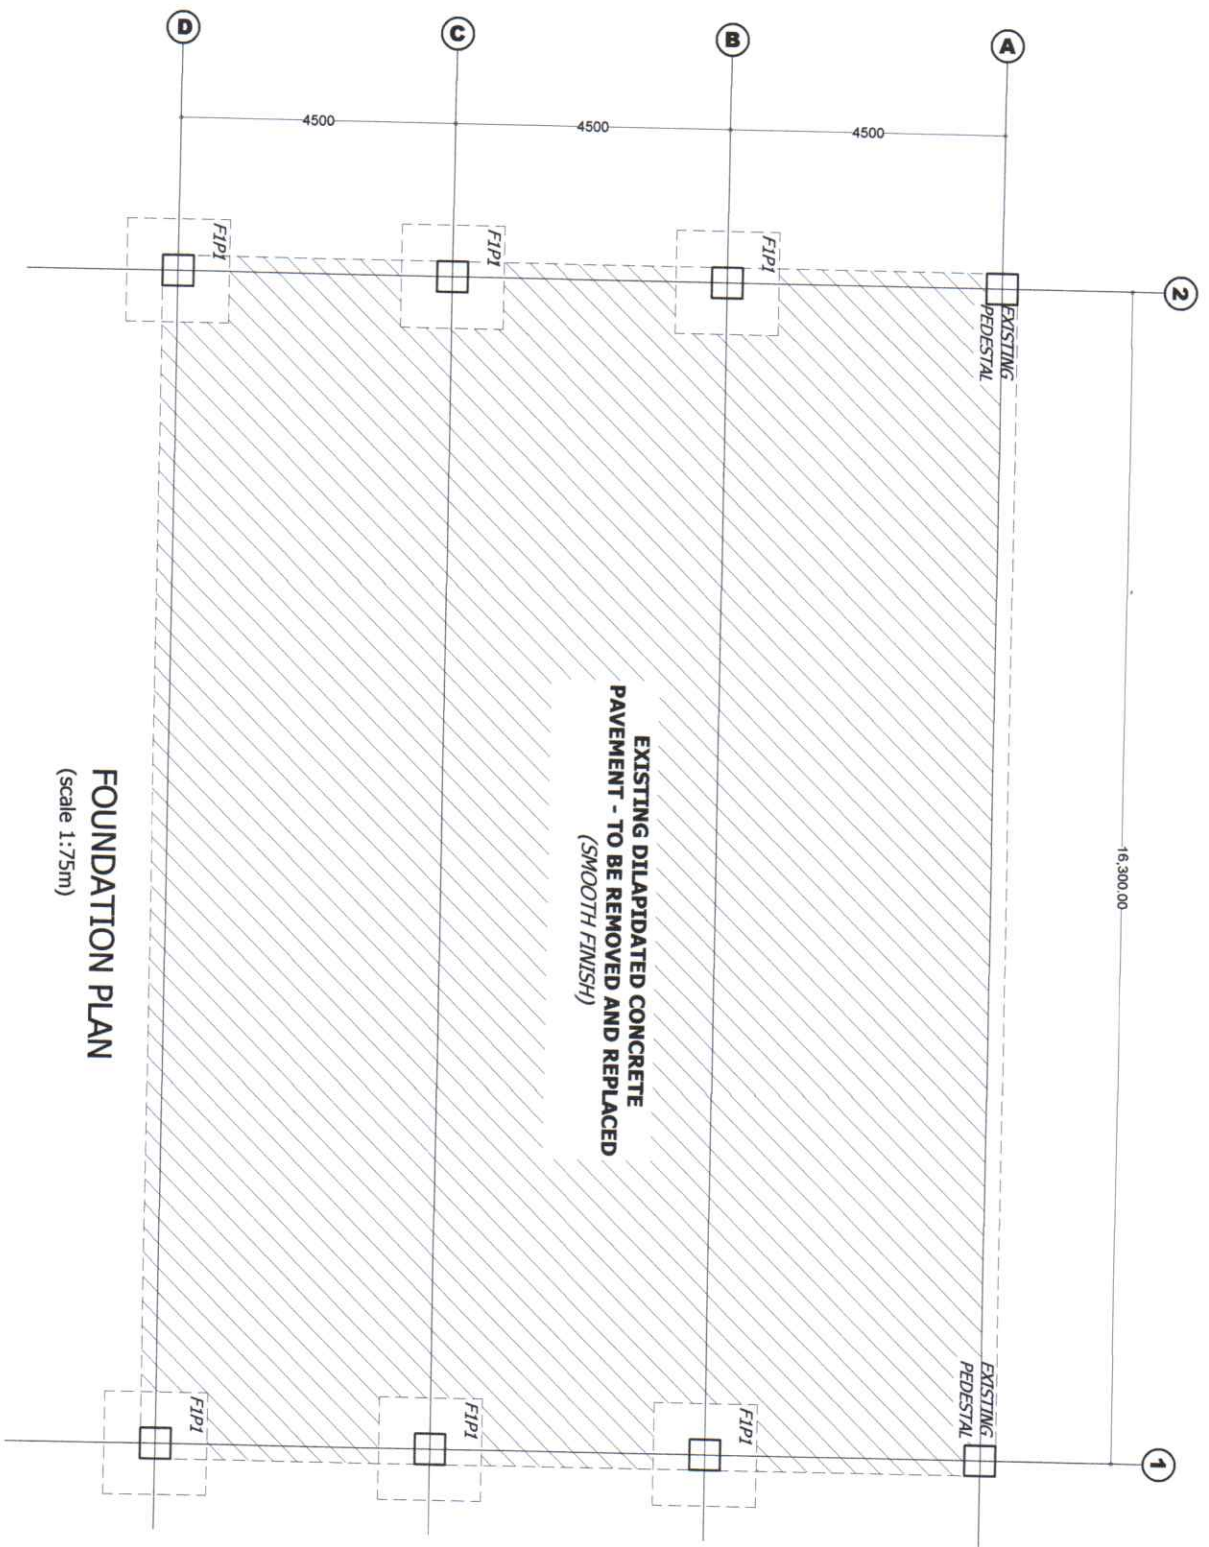 2
1
16,300.00
A
EXISTING
PEDESTAL
EXISTING
PEDESTAL
4500
F1P1
F1P1
B
EXISTING DILAPIDATED CONCRETE
PAVEMENT - TO BE REMOVED AND REPLACED
(SMOOTH FINISH)
4500
F1P1
F1P1
C
4500
F1P1
F1P1
D
FOUNDATION PLAN
(scale 1:75m)